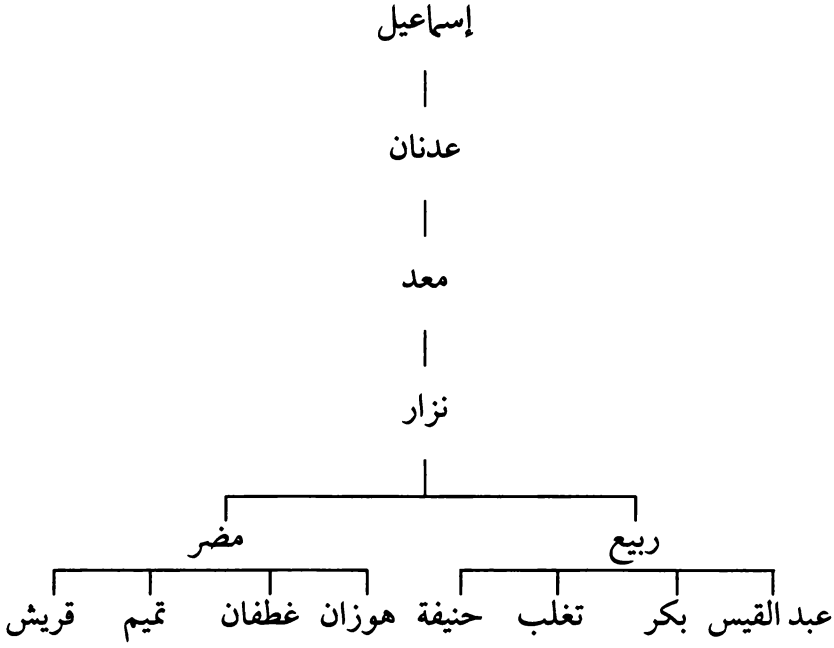 إسماعيل
عدنان
معد
نزار
ربيع مضر
عبد القيس بكر تغلب حنيفة هوزان غطفان تميم قريش